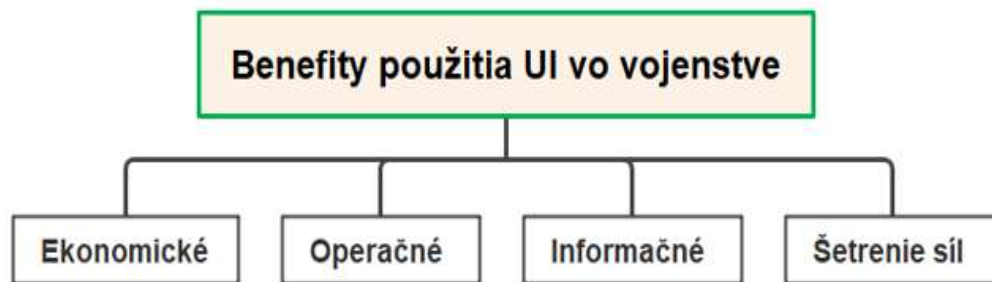 Benefity použitia UI vo vojenstve
Ekonomické
Operačné
Informačné
Šetrenie síl